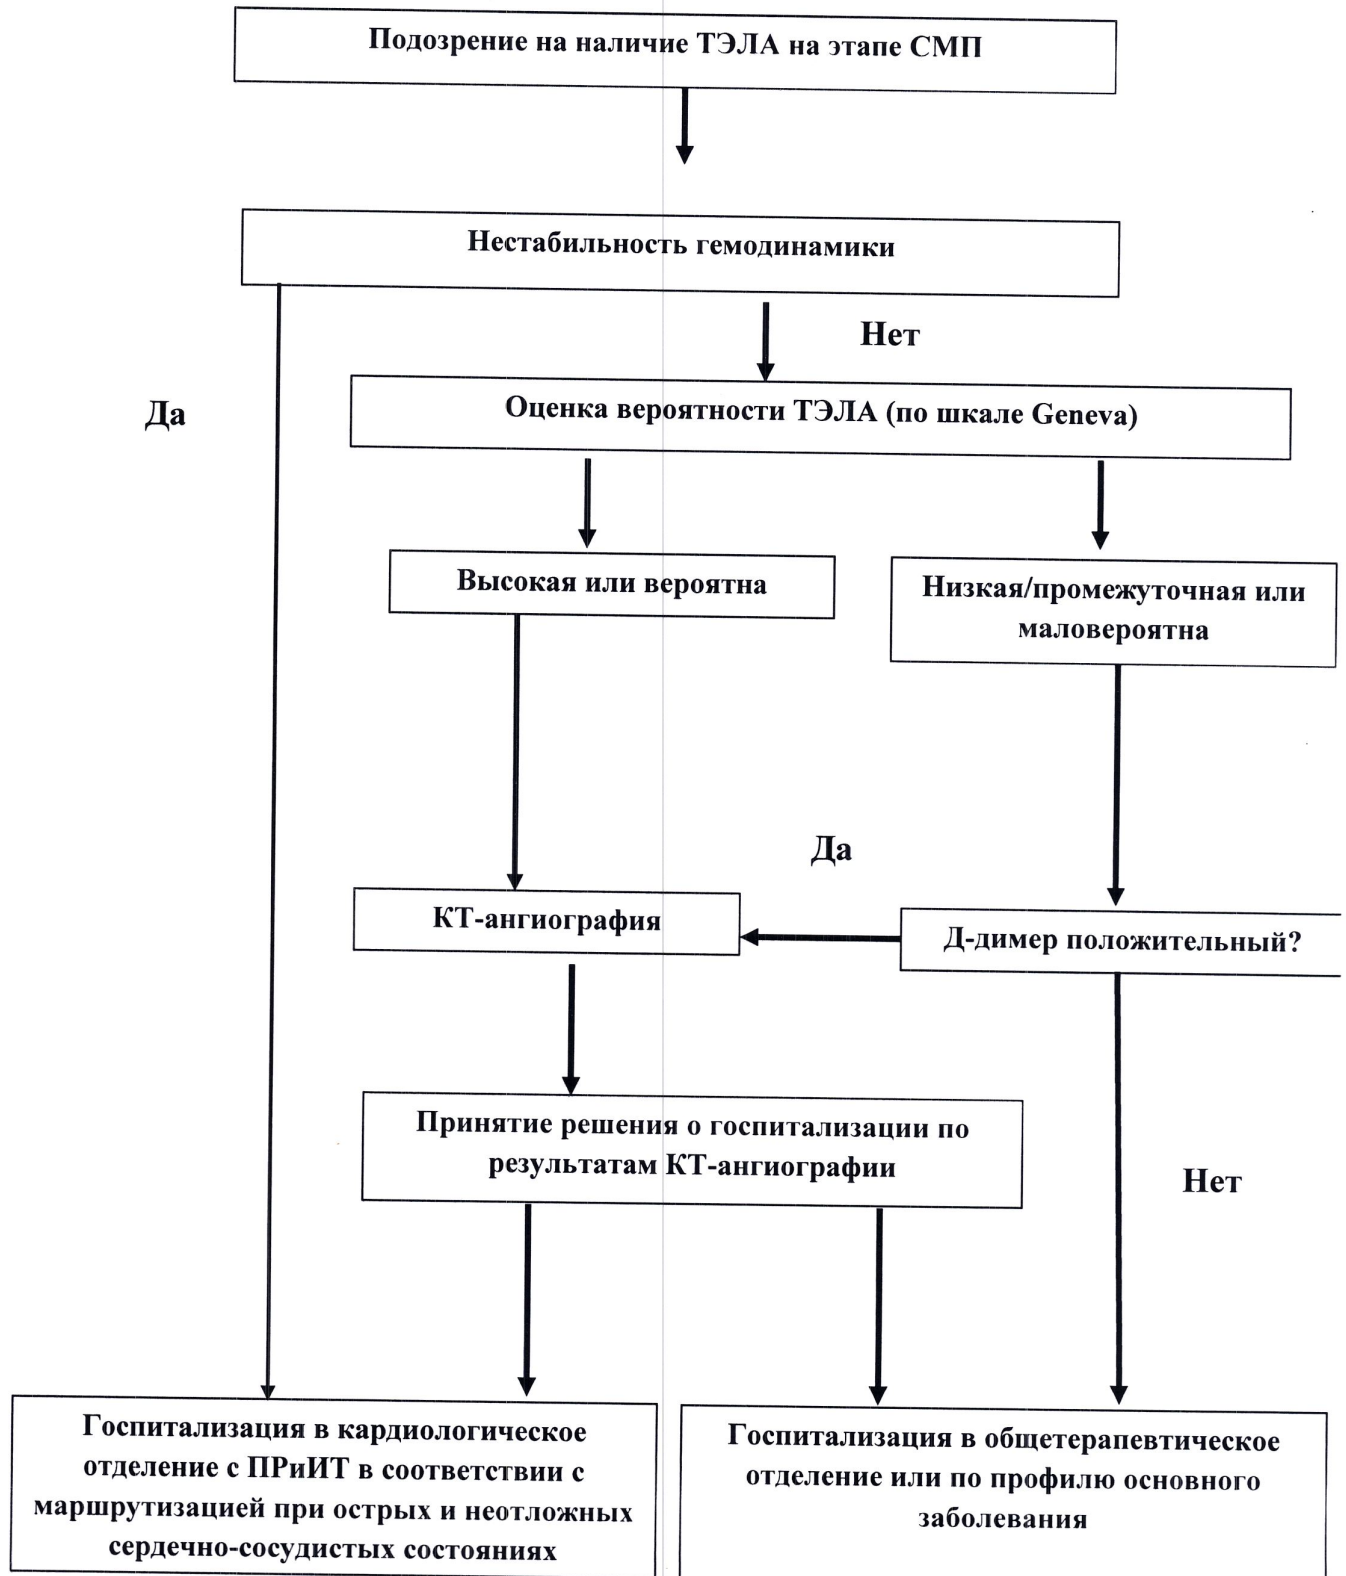 Подозрение на наличие ТЭЛА на этапе СМП
Нестабильность гемодинамики
Нет
Да
Оценка вероятности ТЭЛА (по шкале Geneva)
Высокая или вероятна
Низкая/промежуточная или
маловероятна
Да
КТ-ангиография
Д-димер положительный?
Принятие решения о госпитализации по
результатам КТ-ангиографии
Нет
Госпитализация в кардиологическое
отделение с ПРиИТ в соответствии с
маршрутизацией при острых и неотложных
сердечно-сосудистых состояниях
Госпитализация в общетерапевтическое
отделение или по профилю основного
заболевания